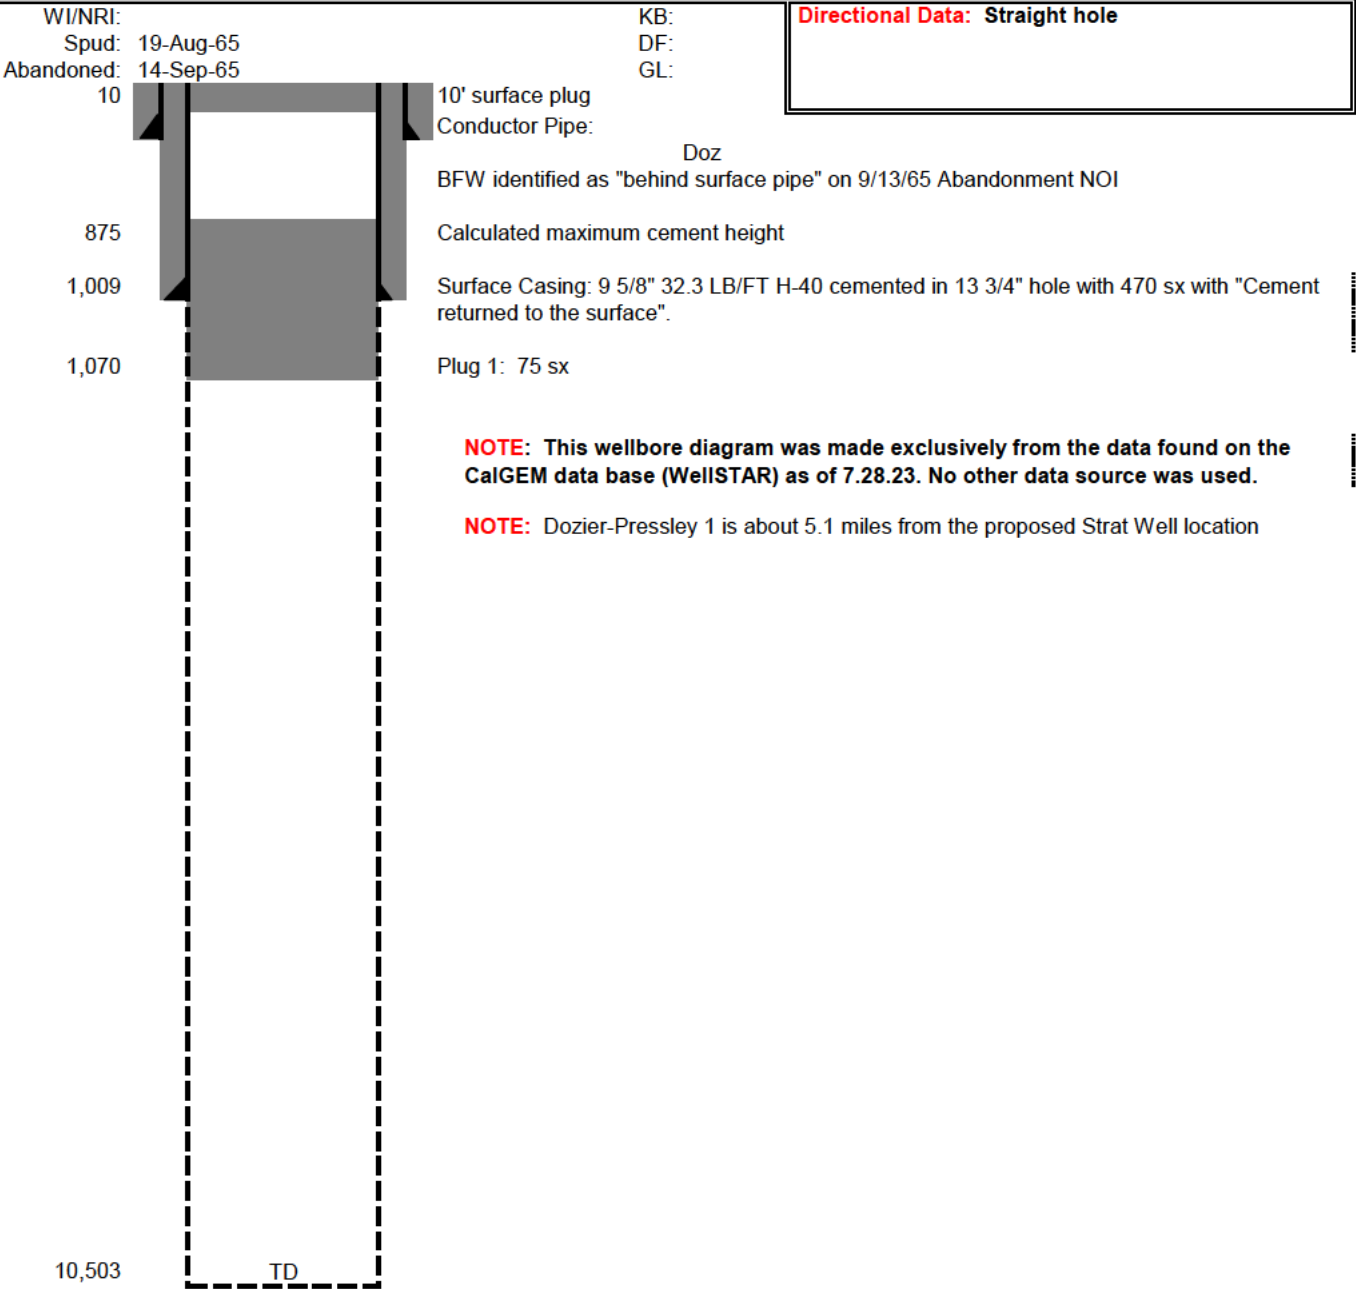 WI/NRI: KB: Directional Data: Straight hole
Spud: 19-Aug-65 DF:
Abandoned: 14-Sep-65 GL:
10 10' surface plug
Conductor Pipe:
Doz
BFW identified as "behind surface pipe" on 9/13/65 Abandonment NOI
875 Calculated maximum cement height
1,009 Surface Casing: 9 5/8" 32.3 LB/FT H-40 cemented in 13 3/4" hole with 470 sx with "Cement
returned to the surface".
1,070 Plug 1: 75 sx
NOTE: This wellbore diagram was made exclusively from the data found on the
CalGEM data base (WellSTAR) as of 7.28.23. No other data source was used.
NOTE: Dozier-Pressley 1 is about 5.1 miles from the proposed Strat Well location
10,503 TD